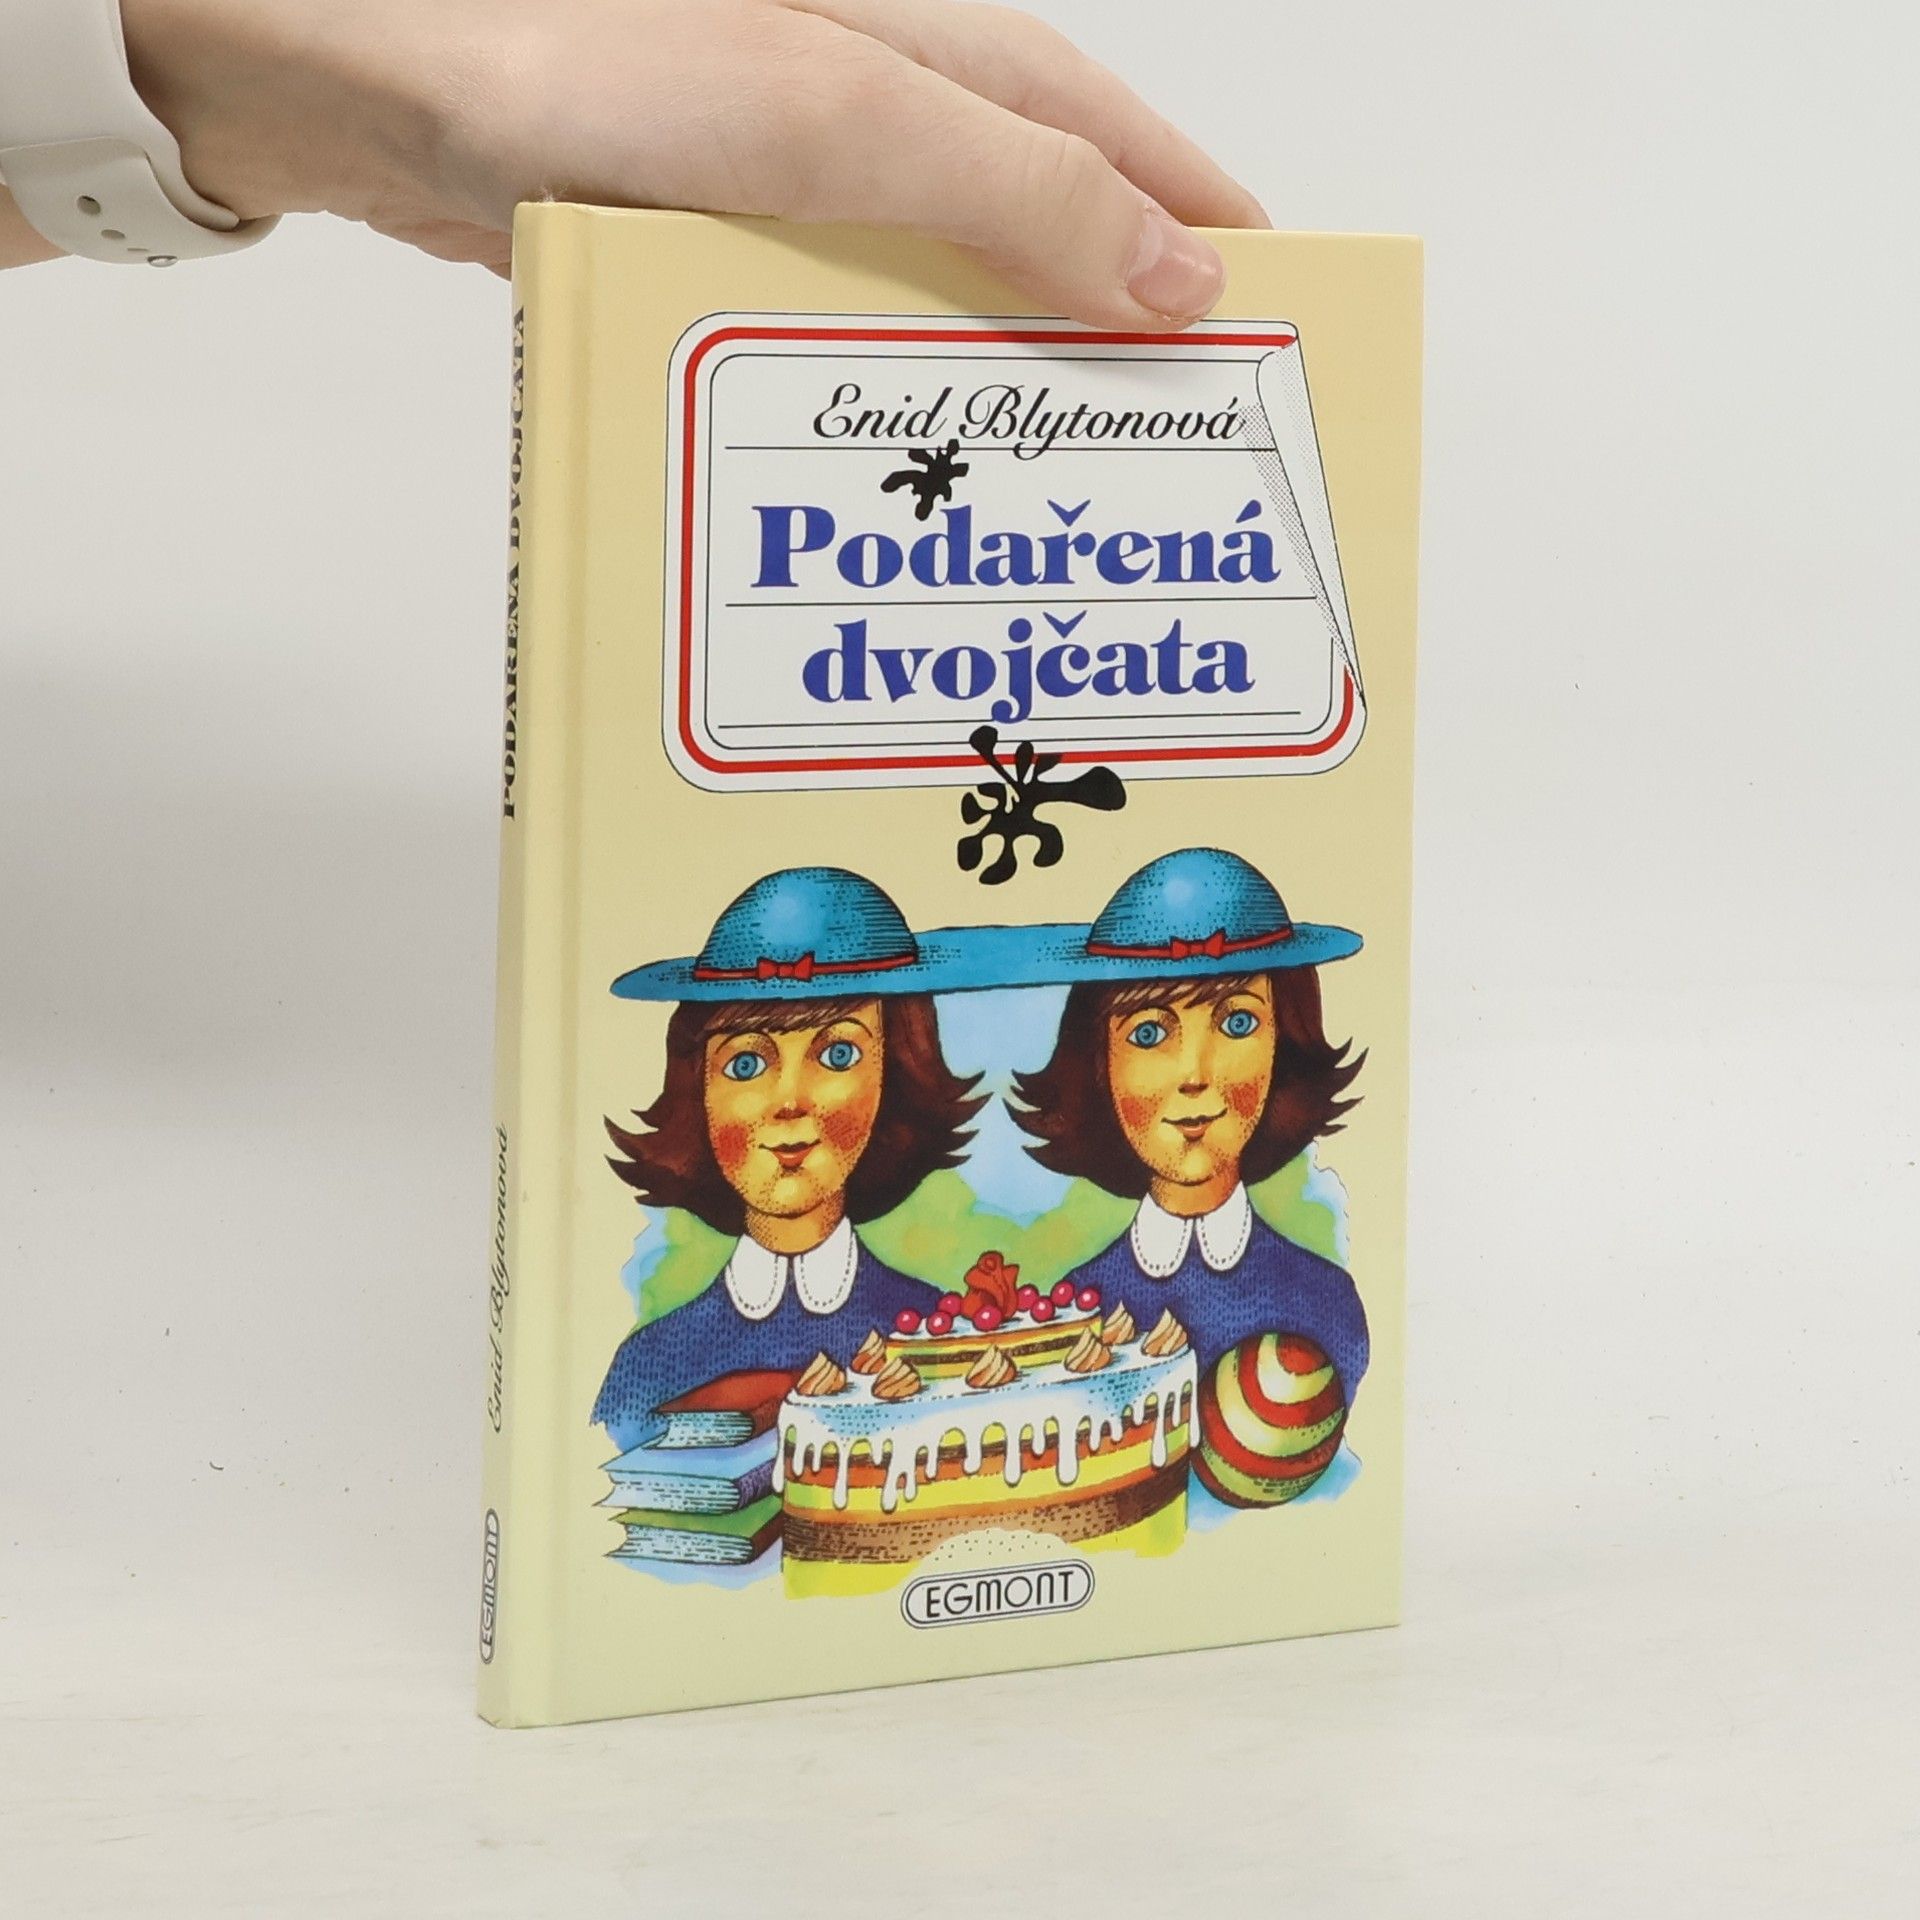 Enid Blytonová
Podařená
dvojčata
EGMONT
PODAŘENÁ DVOJČATA
Enid Blytonová
EGMONT